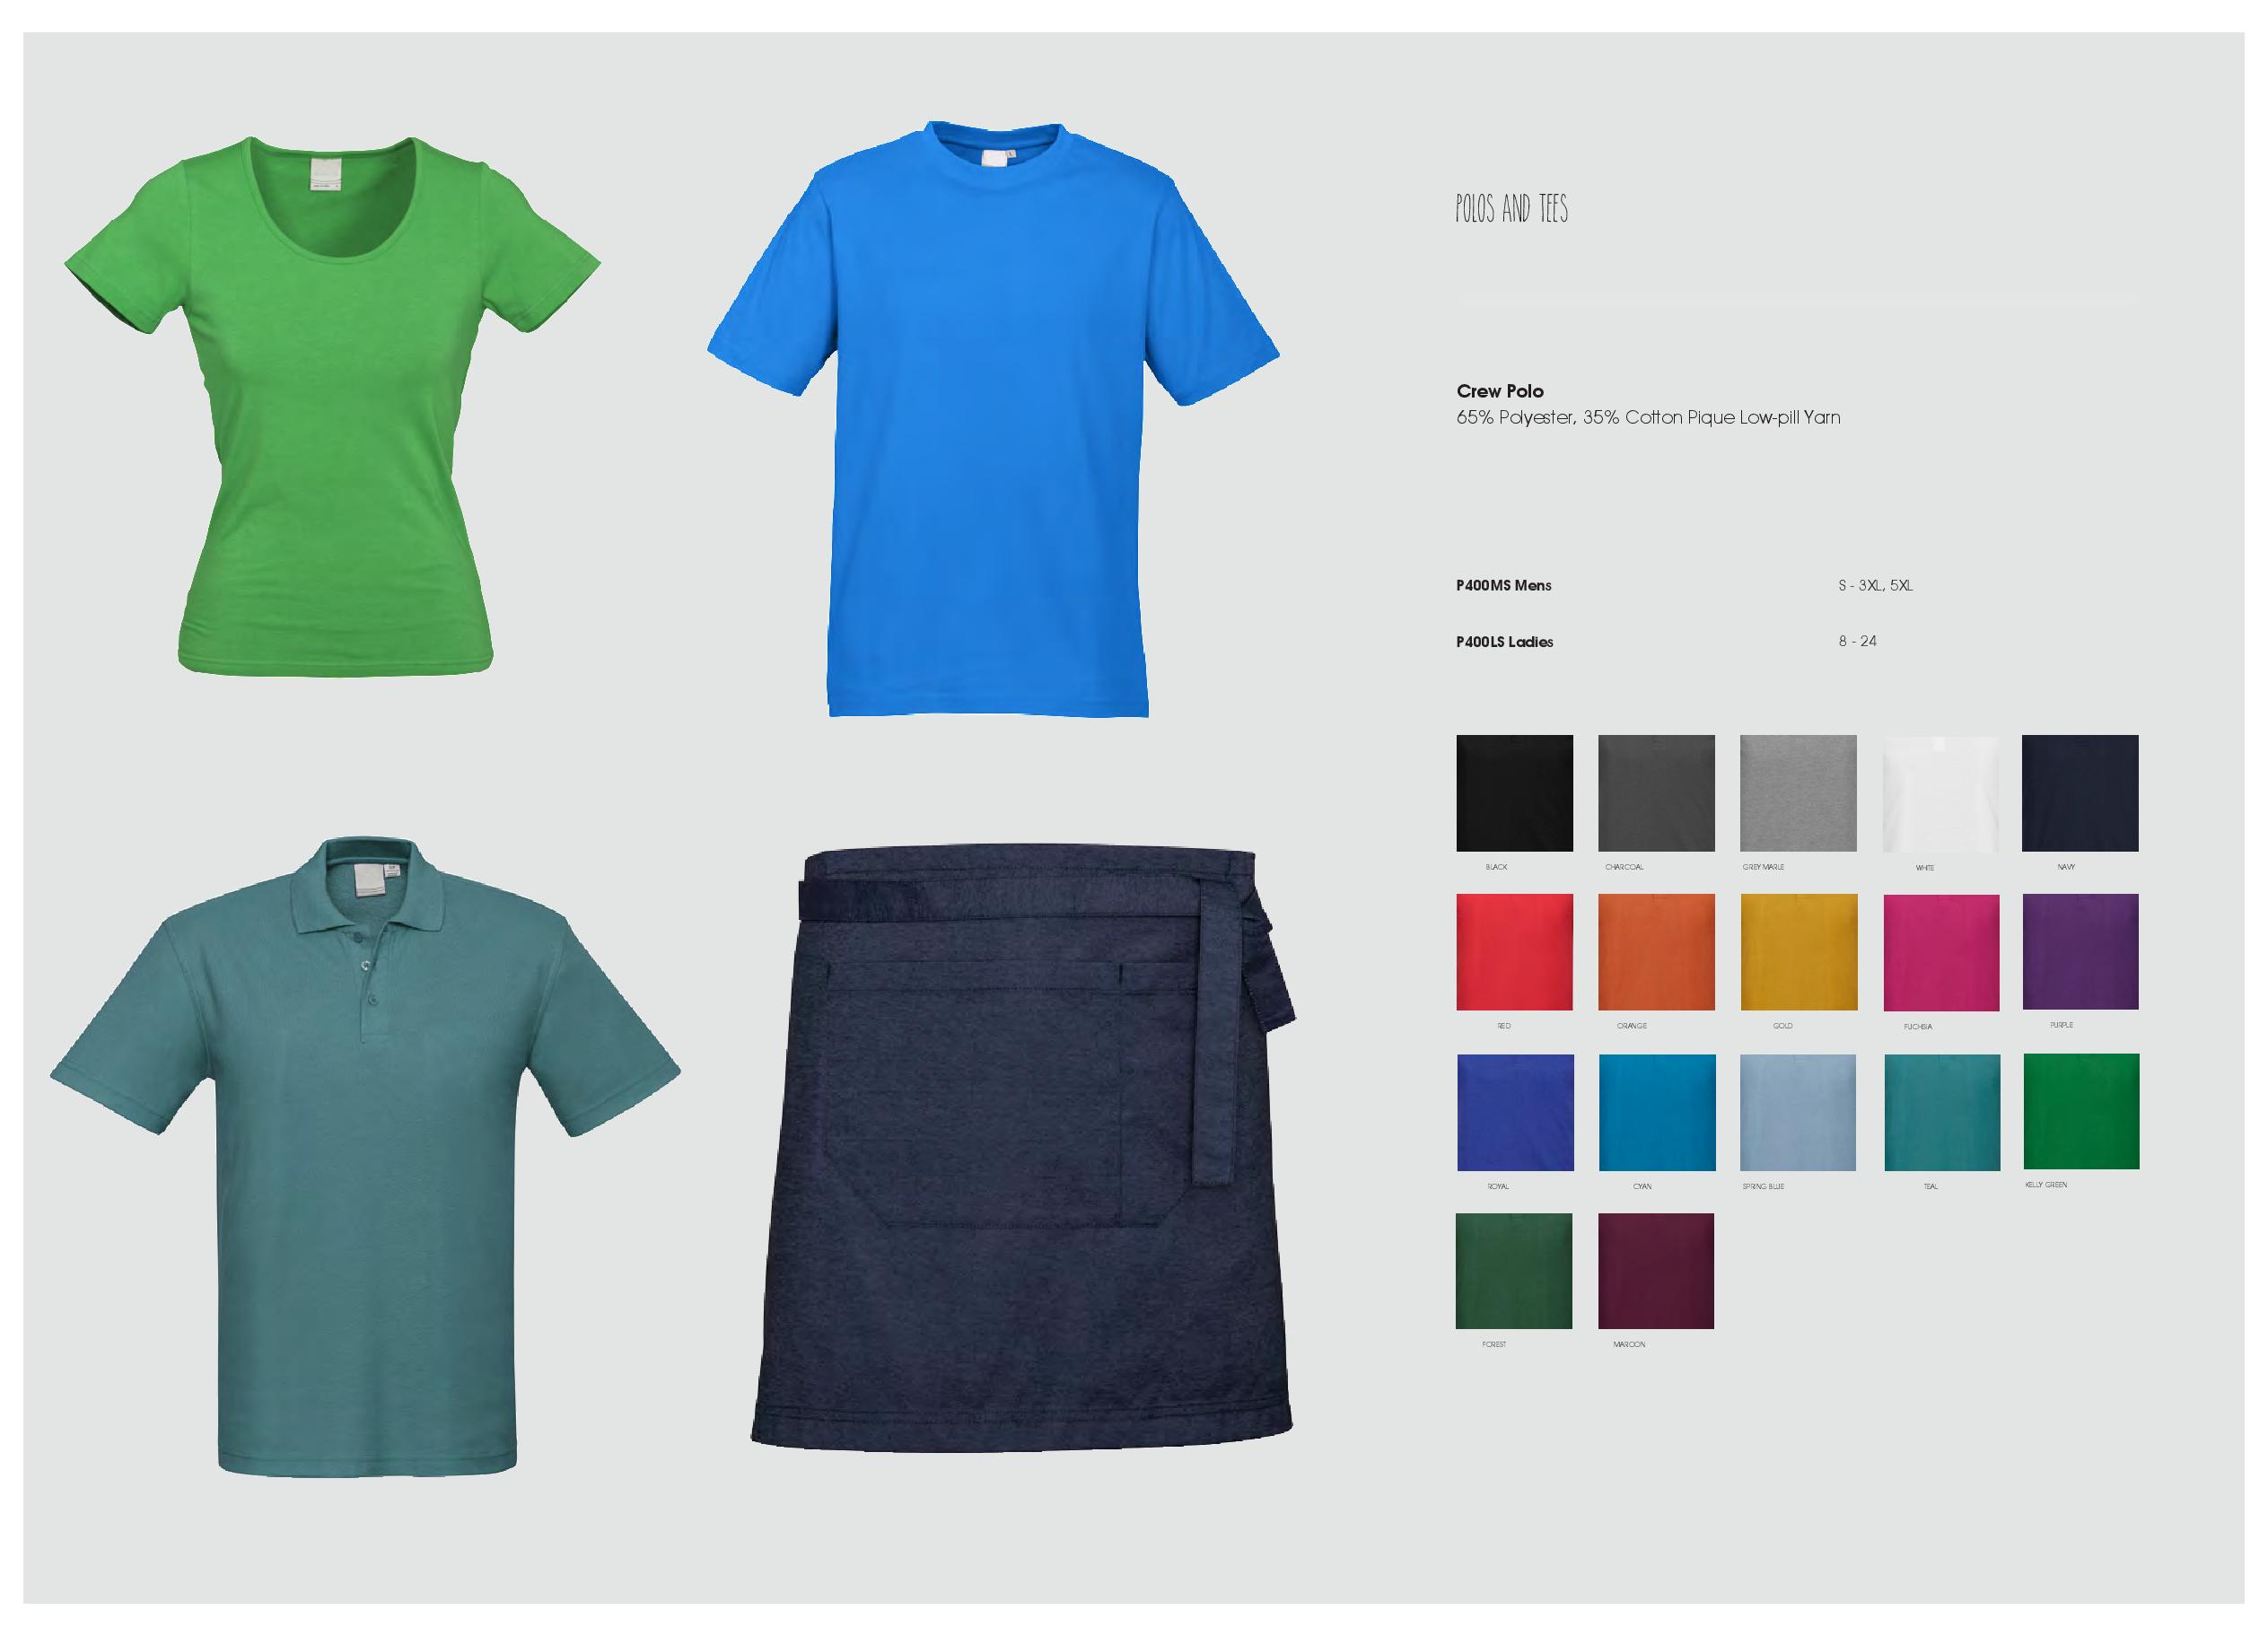 POLOS AND TEES
Crew Polo
65% Polyester, 35% Cotton Pique Low-pill Yarn
P400MS Mens S - 3XL, 5XL
P400LS Ladies 8 - 24
BLACK CHARCOAL GREY MARLE WHITE NAVY
RED ORANGE GOLD FUCHSIA PURPLE
ROYAL CYAN SPRING BLUE TEAL KELLY GREEN
FOREST MAROON